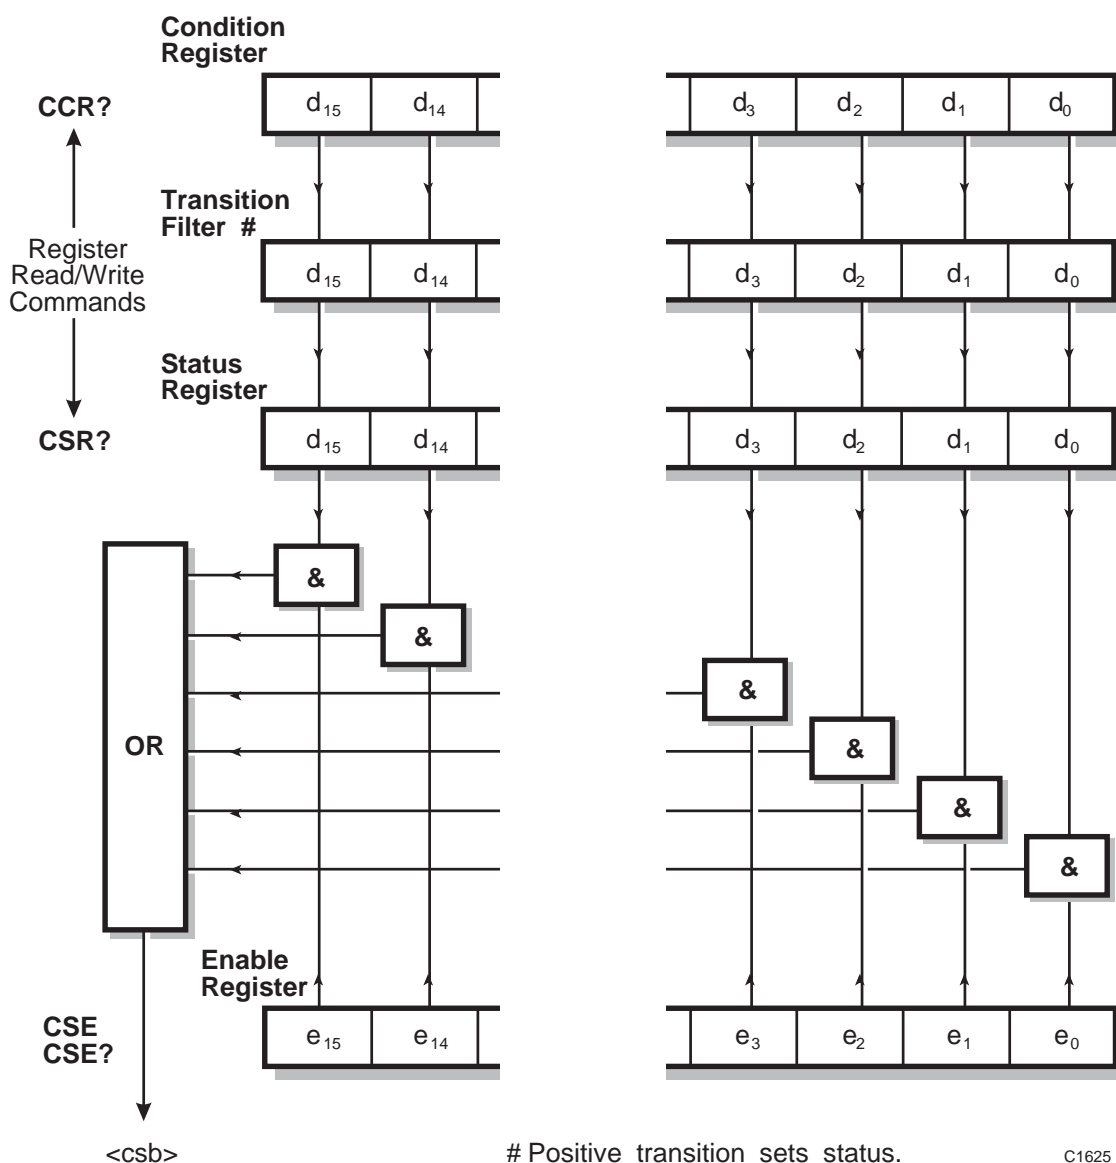 Condition
Register
CCR?
d15 d14 d3 d2 d1 d0
Transition
Filter #
Register
Read/Write
Commands
d15 d14 d3 d2 d1 d0
Status
Register
CSR?
d15 d14 d3 d2 d1 d0
&
&
&
OR
&
&
&
Enable
Register
CSE
CSE?
e15 e14 e3 e2 e1 e0
<csb>
# Positive transition sets status.
C1625